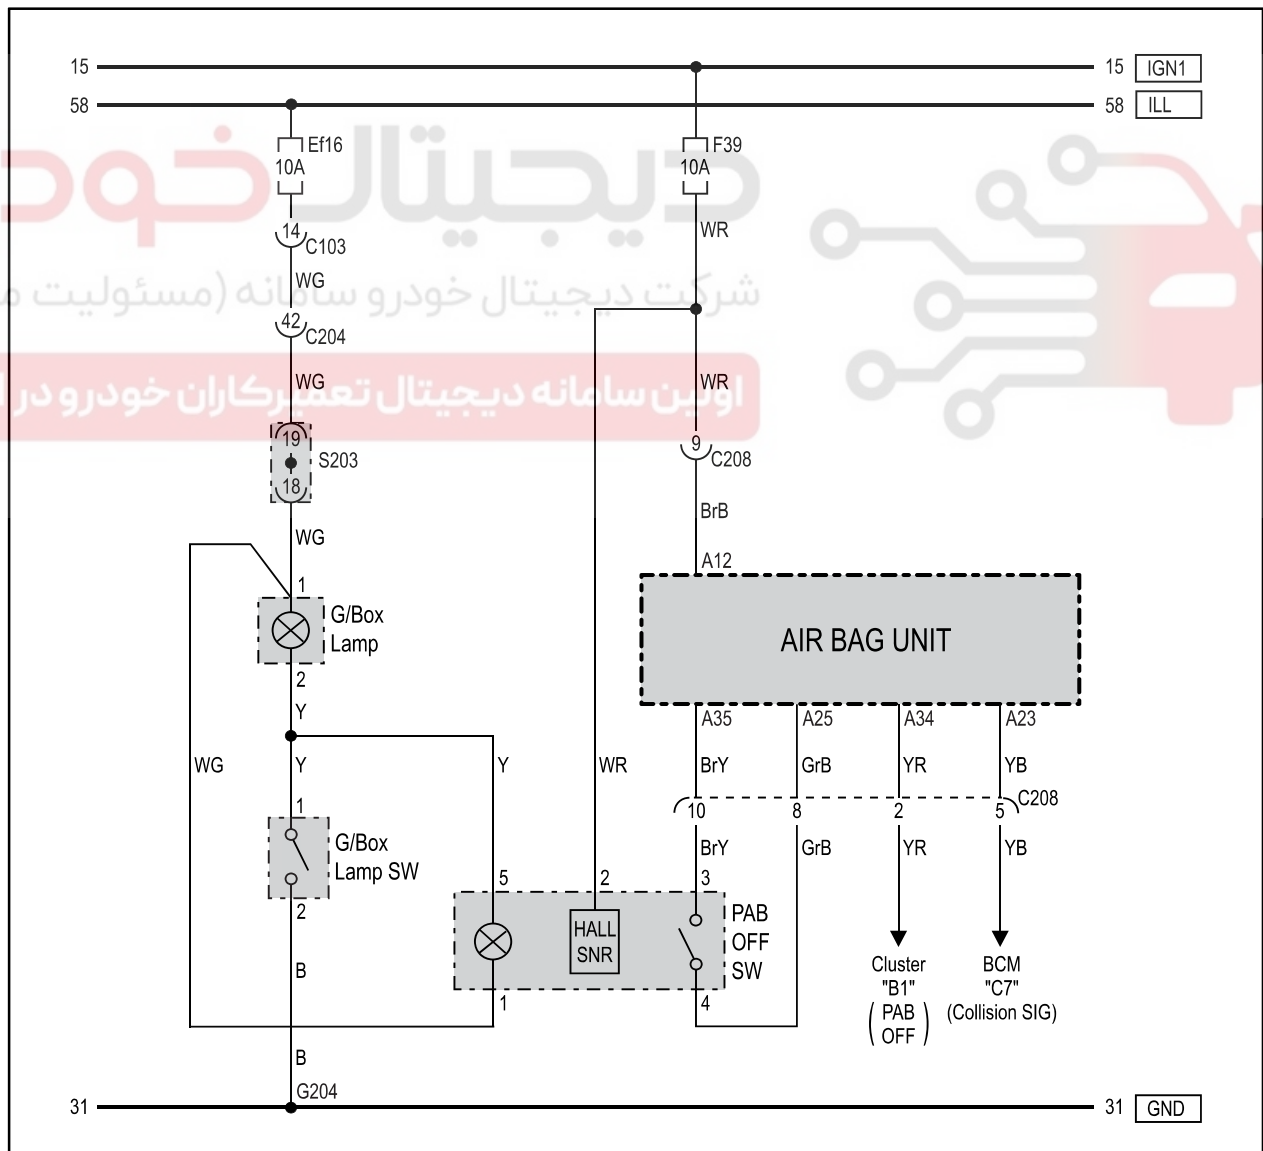 15
15 IGN1
58
58 ILL
Ef16
10A
F39
10A
دیجیتال خودرو
WR
14
C103
WG
شرکت دیجیتال خودرو سامانه (مسئولیت
42
C204
WG
WR
اولین سامانه دیجیتال تعمیرکاران خودرو در
19
S203
18
9
C208
BrB
WG
A12
1
G/Box
Lamp
AIR BAG UNIT
2
Y
A35
A25
A34
A23
WG
Y
Y
WR
BrY
GrB
YR
YB
C208
1
10
8
2
5
G/Box
Lamp SW
BrY
GrB
YR
YB
5
2
3
2
HALL
SNR
PAB
OFF
SW
B
1
4
Cluster
"B1"
( PAB
OFF )
BCM
"C7"
(Collision SIG)
B
G204
31
31 GND